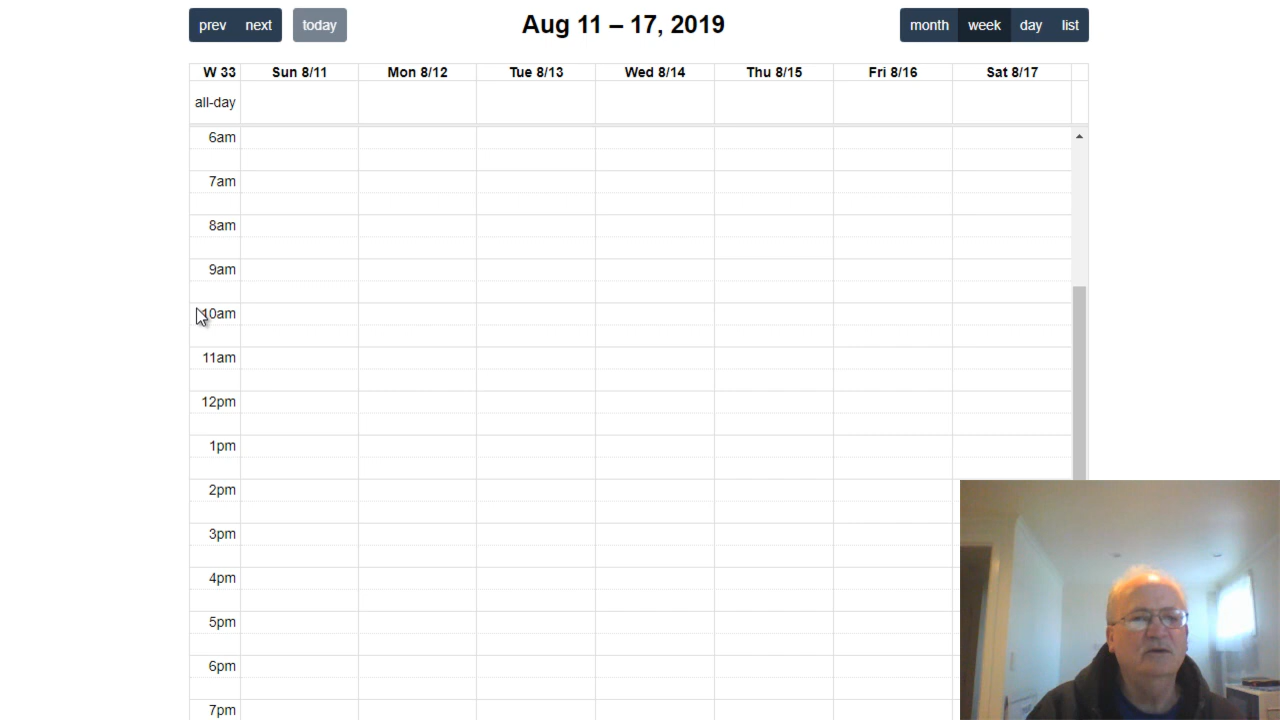 prev next today Aug 11 – 17, 2019 month week day list
W 33 Sun 8/11 Mon 8/12 Tue 8/13 Wed 8/14 Thu 8/15 Fri 8/16 Sat 8/17
all-day
6am
7am
8am
9am
10am
11am
12pm
1pm
2pm
3pm
4pm
5pm
6pm
7pm